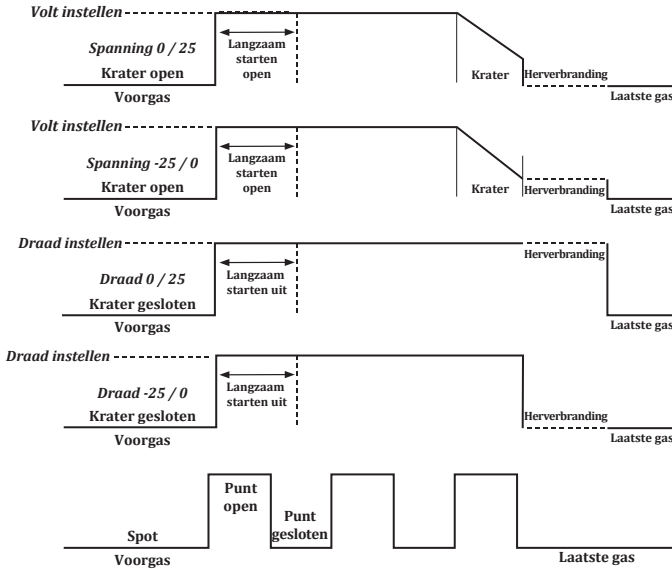 Volt instellen
Spanning 0 / 25
Krater open
Voorgas
Langzaam
starten
open
Krater
Herverbranding
Laatste gas
Volt instellen
Spanning -25 / 0
Krater open
Voorgas
Langzaam
starten
open
Krater
Herverbranding
Laatste gas
Draad instellen
Draad 0 / 25
Krater gesloten
Voorgas
Langzaam
starten uit
Herverbranding
Laatste gas
Draad instellen
Draad -25 / 0
Krater gesloten
Voorgas
Langzaam
starten uit
Herverbranding
Laatste gas
Spot
Voorgas
Punt
open
Punt
gesloten
Laatste gas